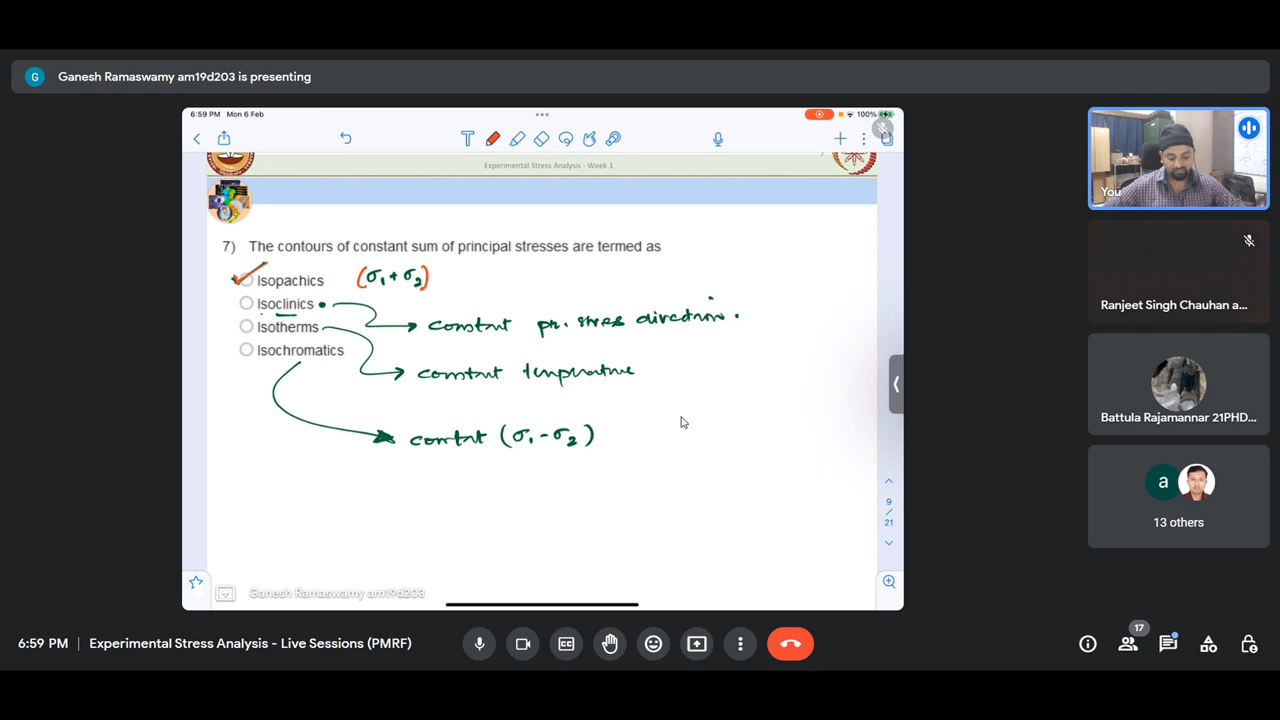 G Ganesh Ramaswamy am19d203 is presenting
6:59 PM Mon 6 Feb
100%
T
Experimental Stress Analysis - Week 1
7) The contours of constant sum of principal stresses are termed as
Isopachics (σ₁ + σ₂)
Isoclinics
constant pr. stress direction.
Isotherms
Isochromatics
constant temperature
contat (σ₁ - σ₂)
9
/
21
Ganesh Ramaswamy am19d203
You
Ranjeet Singh Chauhan a...
Battula Rajamannar 21PHD...
a
13 others
6:59 PM | Experimental Stress Analysis - Live Sessions (PMRF)
CC
17